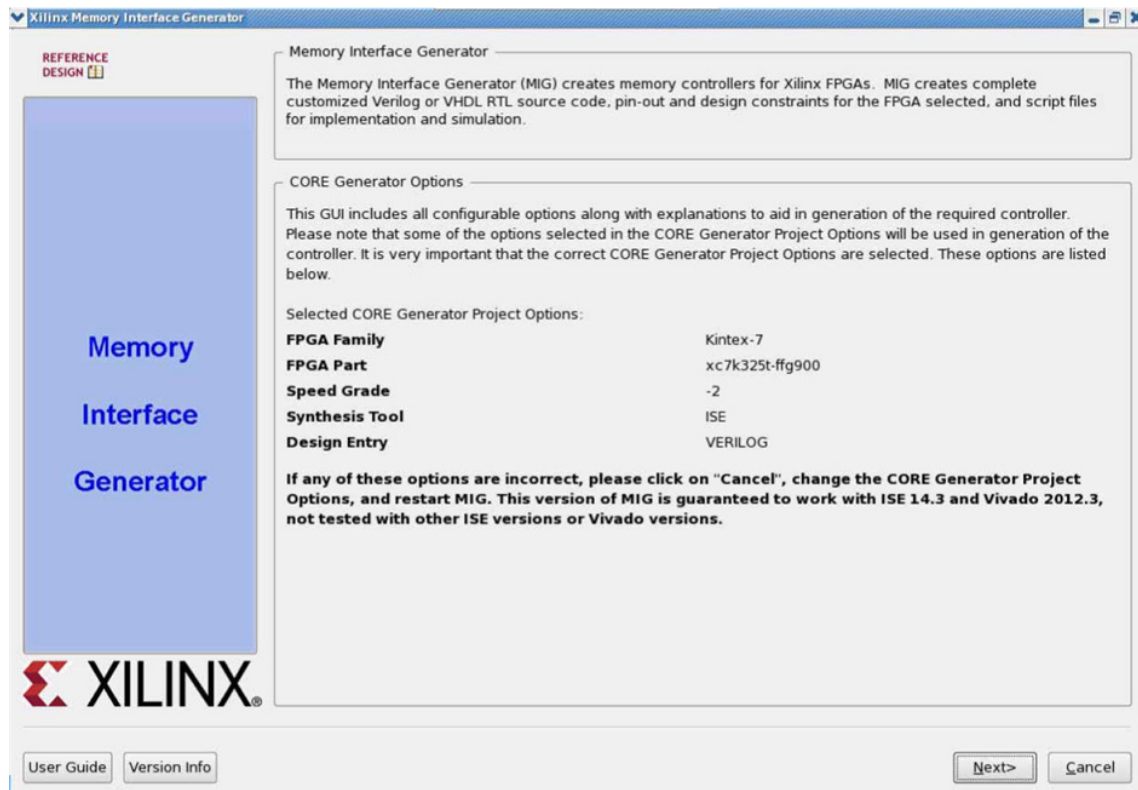 Xilinx Memory Interface Generator
REFERENCE
DESIGN
Memory
Interface
Generator
XILINX®
Memory Interface Generator
The Memory Interface Generator (MIG) creates memory controllers for Xilinx FPGAs. MIG creates complete
customized Verilog or VHDL RTL source code, pin-out and design constraints for the FPGA selected, and script files
for implementation and simulation.
CORE Generator Options
This GUI includes all configurable options along with explanations to aid in generation of the required controller.
Please note that some of the options selected in the CORE Generator Project Options will be used in generation of the
controller. It is very important that the correct CORE Generator Project Options are selected. These options are listed
below.
Selected CORE Generator Project Options:
FPGA Family Kintex-7
FPGA Part xc7k325t-ffg900
Speed Grade -2
Synthesis Tool ISE
Design Entry VERILOG
If any of these options are incorrect, please click on "Cancel", change the CORE Generator Project
Options, and restart MIG. This version of MIG is guaranteed to work with ISE 14.3 and Vivado 2012.3,
not tested with other ISE versions or Vivado versions.
User Guide Version Info Next> Cancel